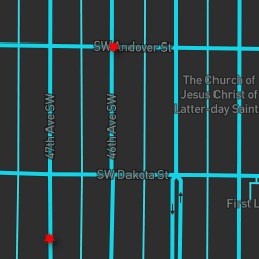 SW Andover St
The Church of
Jesus Christ of
Latter-day Saint
47th Ave SW
46th Ave SW
SW Dakota St
First L